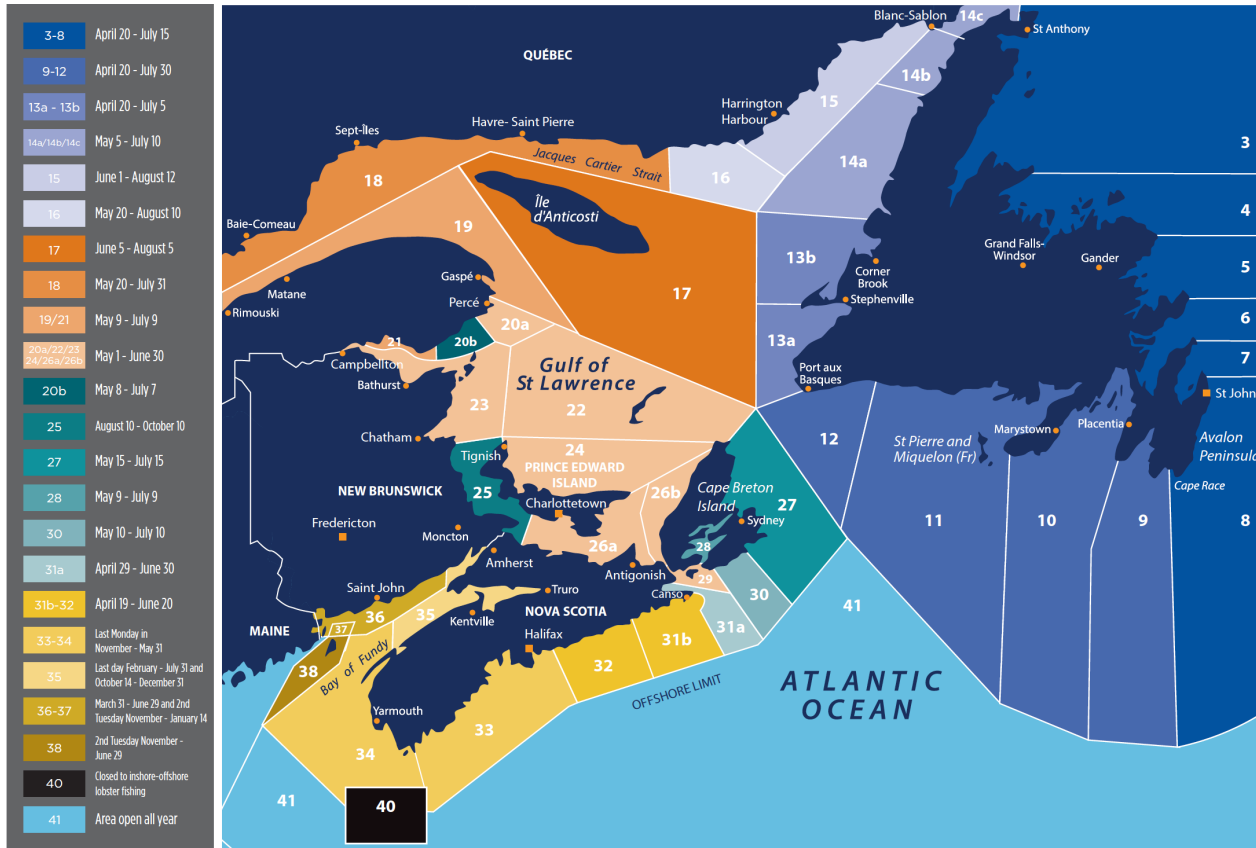 3-8 April 20 - July 15
9-12 April 20 - July 30
13a - 13b April 20 - July 5
14a/14b/14c May 5 - July 10
15 June 1 - August 12
16 May 20 - August 10
17 June 5 - August 5
18 May 20 - July 31
19/21 May 9 - July 9
20a/22/23
24/26a/26b
May 1 - June 30
20b May 8 - July 7
25 August 10 - October 10
27 May 15 - July 15
28 May 9 - July 9
30 May 10 - July 10
31a April 29 - June 30
31b-32 April 19 - June 20
33-34
Last Monday in
November - May 31
35
Last day February - July 31 and
October 14 - December 31
36-37
March 31 - June 29 and 2nd
Tuesday November - January 14
38
2nd Tuesday November -
June 29
40
Closed to inshore-offshore
lobster fishing
41 Area open all year
Blanc-Sablon
14c
St Anthony
QUÉBEC
14b
15
Harrington
Harbour
Havre- Saint Pierre
Sept-Îles
Jacques Cartier Strait
14a
3
18
16
Île
d'Anticosti
4
Baie-Comeau
19
13b
Corner
Brook
Grand Falls-
Windsor
Gander
5
Gaspé
Matane
17
Stephenville
Percé
Rimouski
6
20a
21
20b
13a
7
Campbellton
Bathurst
Gulf of
St Lawrence
Port aux
Basques
St John
23
22
12
St Pierre and
Miquelon (Fr)
Marystown
Placentia
Avalon
Peninsula
Chatham
Tignish
24
PRINCE EDWARD
ISLAND
Cape Race
NEW BRUNSWICK
25
26b
Cape Breton
Island
27
Charlottetown
Sydney
Fredericton
Moncton
28
11
10
9
8
26a
Amherst
Antigonish
29
Saint John
Truro
Canso
30
41
36
35
Kentville
NOVA SCOTIA
31a
MAINE
37
Halifax
31b
38
Bay of Fundy
32
OFFSHORE LIMIT
ATLANTIC
OCEAN
Yarmouth
33
34
41
40